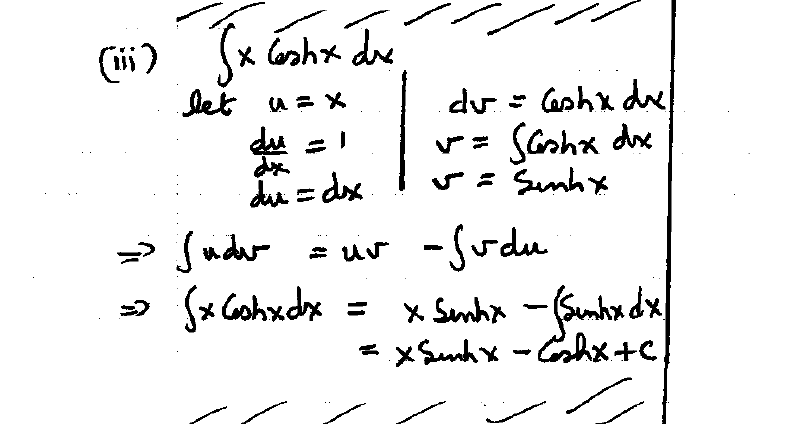 (iii) ∫x Coshx dx
let u = x | dv = Coshx dx
du/dx = 1 | v = ∫Coshx dx
du = dx | v = Sinhx
⇒ ∫u dv = uv - ∫v du
⇒ ∫x Coshx dx = x Sinhx - ∫Sinhx dx
= x Sinhx - Coshx + c